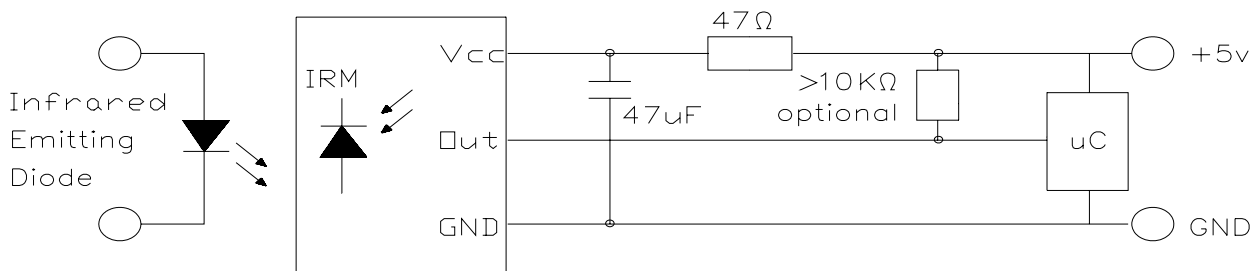 Infrared
Emitting
Diode
IRM
Vcc
Out
GND
47uF
47Ω
>10KΩ
optional
uC
+5v
GND